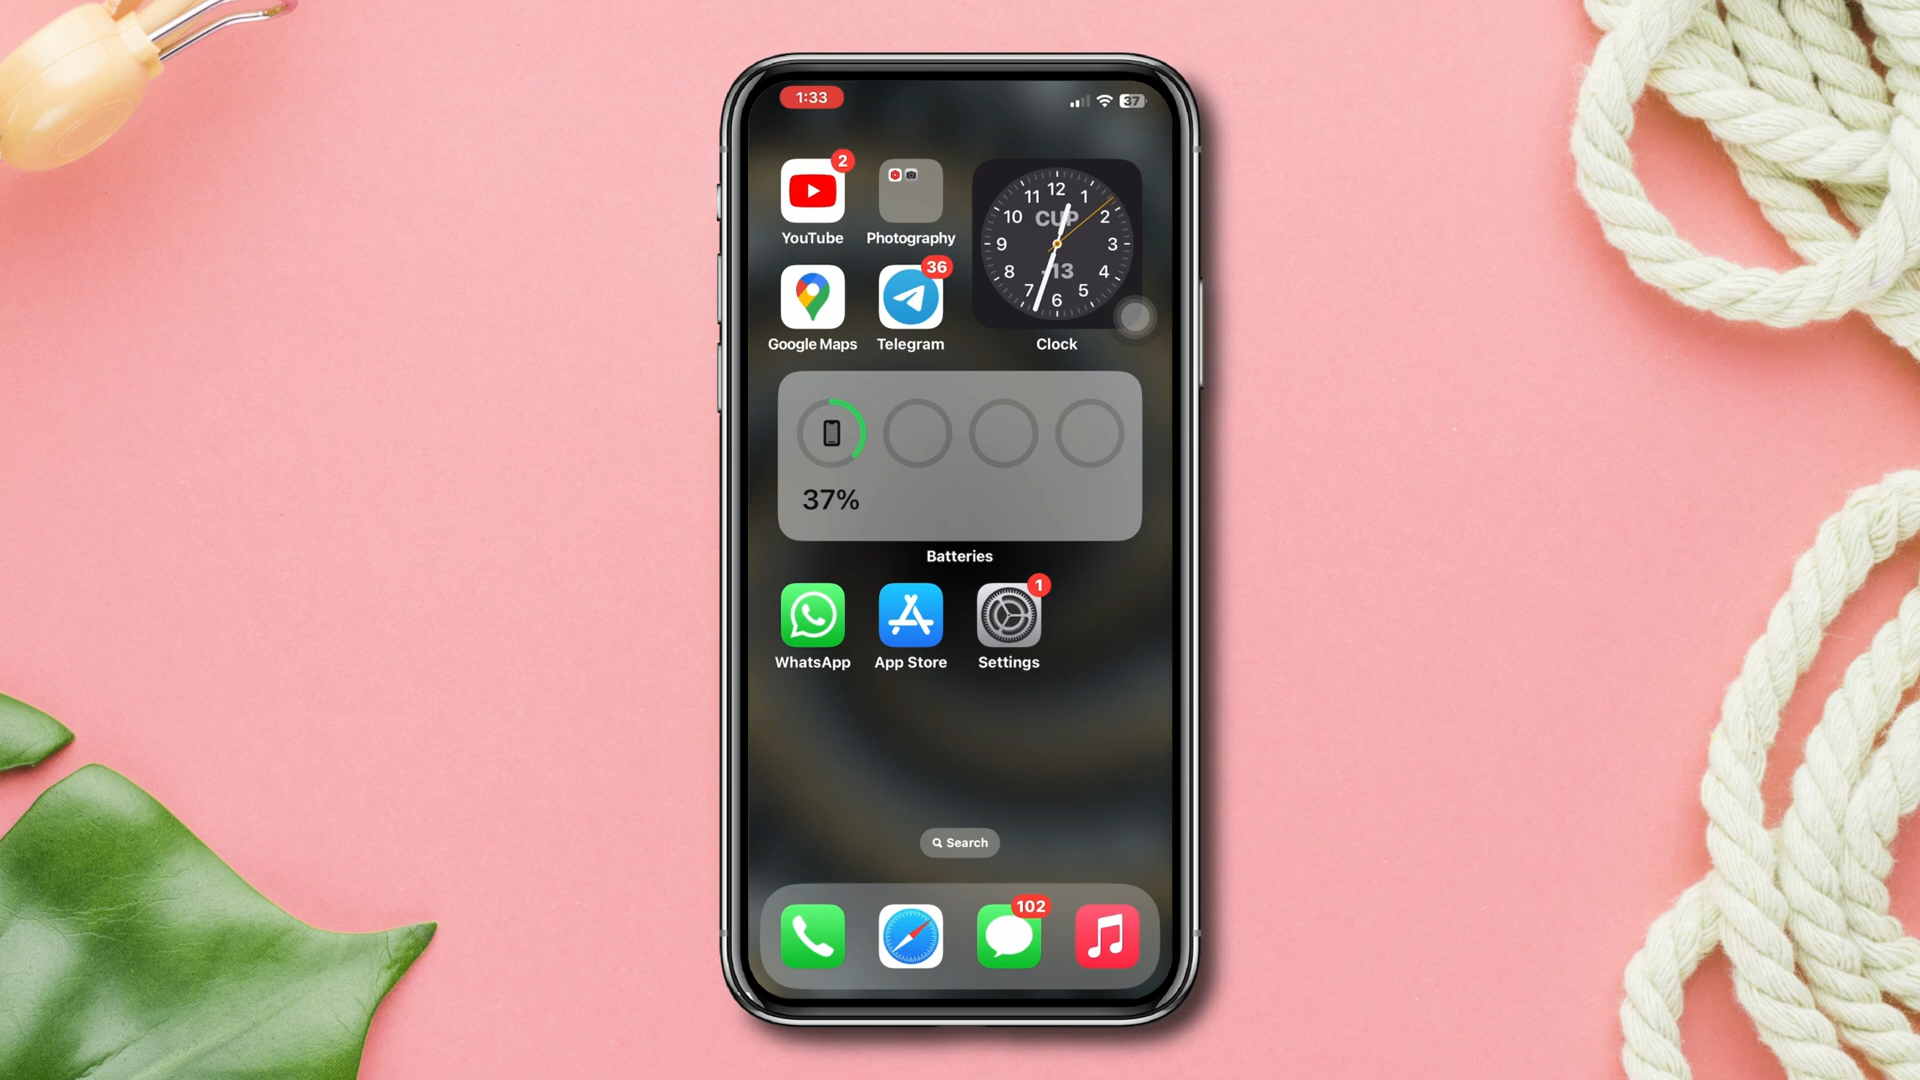 1:33
37
2
YouTube
Photography
11 12 1
10 2
9 3
8 4
7 6 5
CUP
-13
36
Google Maps
Telegram
Clock
37%
Batteries
1
WhatsApp
App Store
Settings
Search
102